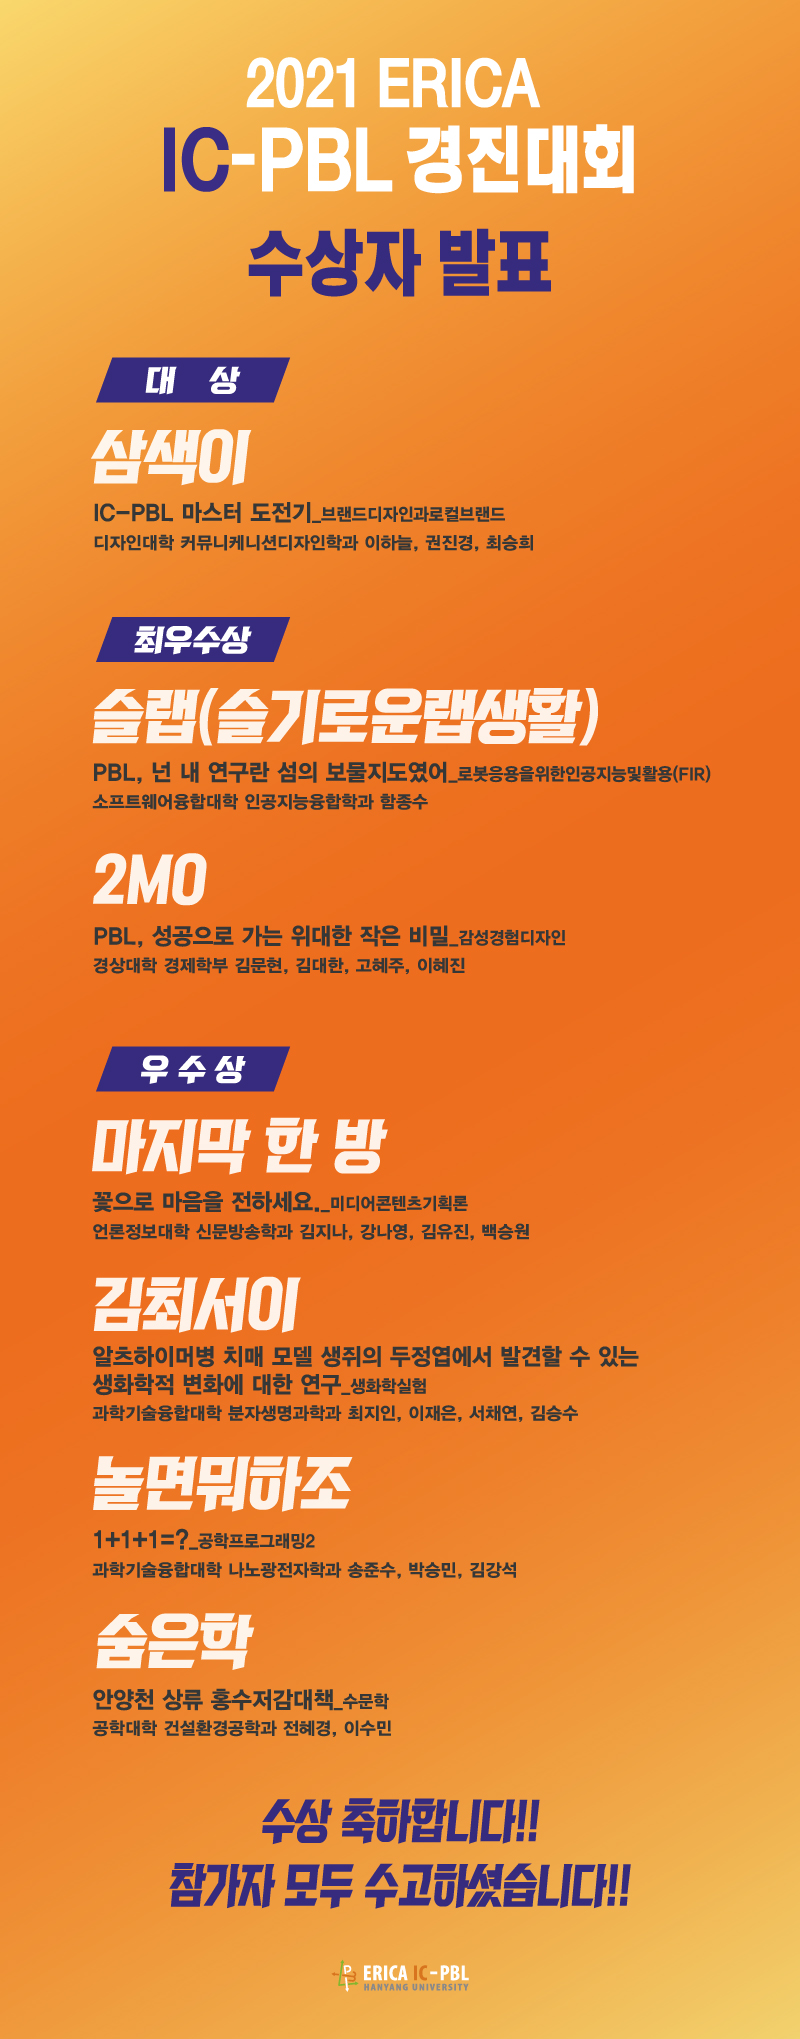 2021 ERICA
IC-PBL 경진대회
수상자 발표
대 상
삼색이
IC-PBL 마스터 도전기_브랜드디자인과로컬브랜드
디자인대학 커뮤니케니션디자인학과 이하늘, 권진경, 최승희
최우수상
슬랩(슬기로운랩생활)
PBL, 넌 내 연구란 섬의 보물지도였어_로봇응용을위한인공지능및활용(FIR)
소프트웨어융합대학 인공지능융합학과 함종수
2MO
PBL, 성공으로 가는 위대한 작은 비밀_감성경험디자인
경상대학 경제학부 김문현, 김대한, 고혜주, 이혜진
우 수 상
마지막 한 방
꽃으로 마음을 전하세요._미디어콘텐츠기획론
언론정보대학 신문방송학과 김지나, 강나영, 김유진, 백승원
김최서이
알츠하이머병 치매 모델 생쥐의 두정엽에서 발견할 수 있는
생화학적 변화에 대한 연구_생화학실험
과학기술융합대학 분자생명과학과 최지인, 이재은, 서채연, 김승수
놀면뭐하조
1+1+1=?_공학프로그래밍2
과학기술융합대학 나노광전자학과 송준수, 박승민, 김강석
숨은학
안양천 상류 홍수저감대책_수문학
공학대학 건설환경공학과 전혜경, 이수민
수상 축하합니다!!
참가자 모두 수고하셨습니다!!
ERICA IC-PBL
HANYANG UNIVERSITY